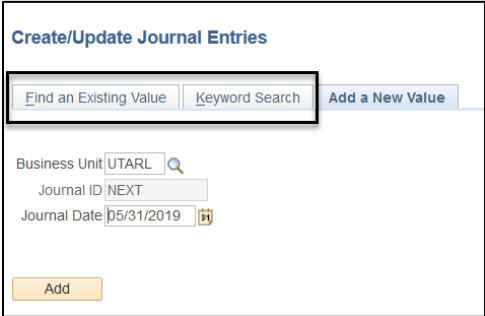 Create/Update Journal Entries
Find an Existing Value Keyword Search Add a New Value
Business Unit UTARL
Journal ID NEXT
Journal Date 05/31/2019
Add